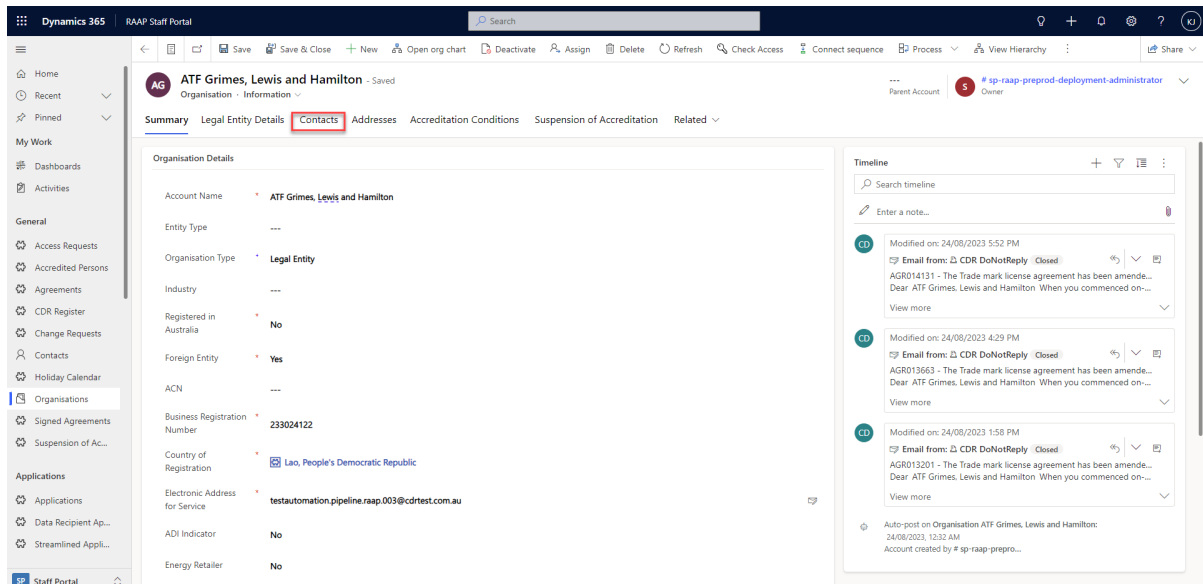 Dynamics 365
RAAP Staff Portal
Search
KJ
Save
Save & Close
New
Open org chart
Deactivate
Assign
Delete
Refresh
Check Access
Connect sequence
Process
View Hierarchy
Share
Home
Recent
Pinned
My Work
Dashboards
Activities
General
Access Requests
Accredited Persons
Agreements
CDR Register
Change Requests
Contacts
Holiday Calendar
Organisations
Signed Agreements
Suspension of Ac...
Applications
Applications
Data Recipient Ap...
Streamlined Appli...
SP Staff Portal
AG
ATF Grimes, Lewis and Hamilton - Saved
Organisation · Information
---
Parent Account
S
# sp-raap-preprod-deployment-administrator
Owner
Summary
Legal Entity Details
Contacts
Addresses
Accreditation Conditions
Suspension of Accreditation
Related
Organisation Details
Account Name * ATF Grimes, Lewis and Hamilton
Entity Type ---
Organisation Type * Legal Entity
Industry ---
Registered in
Australia * No
Foreign Entity * Yes
ACN ---
Business Registration
Number * 233024122
Country of
Registration * Lao, People's Democratic Republic
Electronic Address
for Service * testautomation.pipeline.raap.003@cdrtest.com.au
ADI Indicator No
Energy Retailer No
Timeline
Search timeline
Enter a note...
CD
Modified on: 24/08/2023 5:52 PM
Email from: CDR DoNotReply Closed
AGR014131 - The Trade mark license agreement has been amende...
Dear ATF Grimes, Lewis and Hamilton When you commenced on-...
View more
CD
Modified on: 24/08/2023 4:29 PM
Email from: CDR DoNotReply Closed
AGR013663 - The Trade mark license agreement has been amende...
Dear ATF Grimes, Lewis and Hamilton When you commenced on-...
View more
CD
Modified on: 24/08/2023 1:58 PM
Email from: CDR DoNotReply Closed
AGR013201 - The Trade mark license agreement has been amende...
Dear ATF Grimes, Lewis and Hamilton When you commenced on-...
View more
Auto-post on Organisation ATF Grimes, Lewis and Hamilton:
24/08/2023, 12:32 AM
Account created by # sp-raap-prepro...